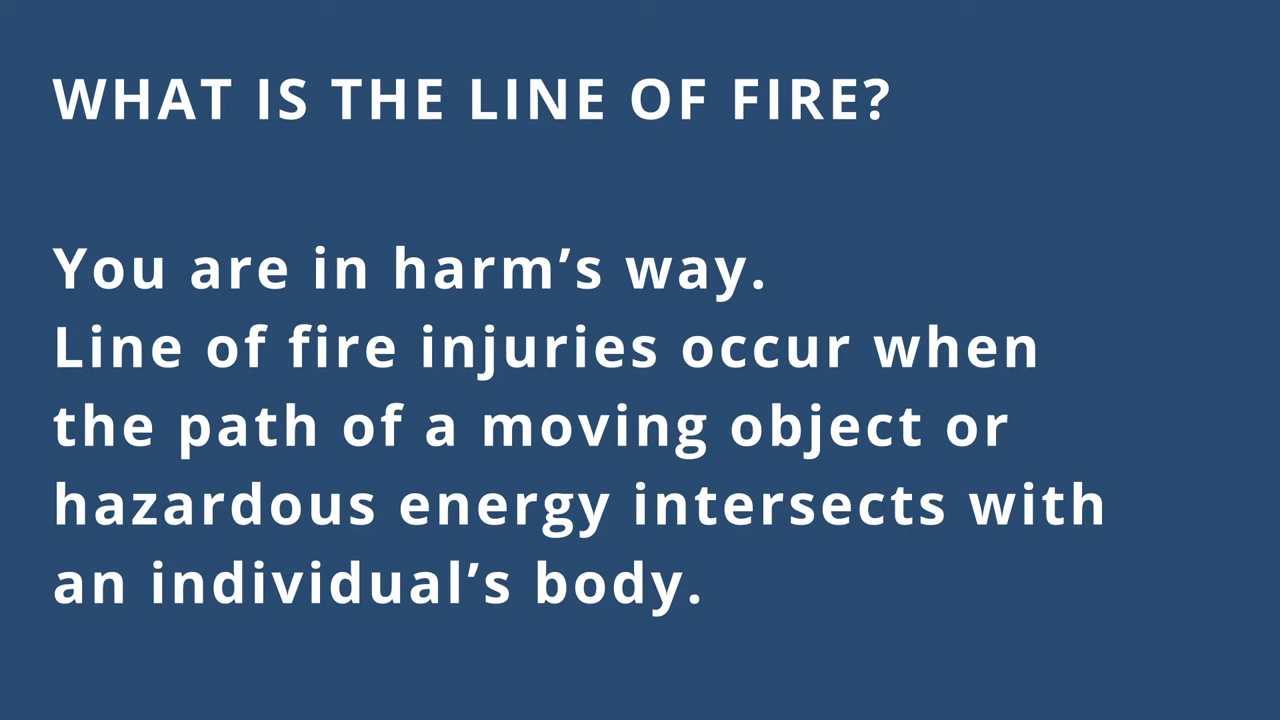 WHAT IS THE LINE OF FIRE?
You are in harm’s way.
Line of fire injuries occur when
the path of a moving object or
hazardous energy intersects with
an individual’s body.